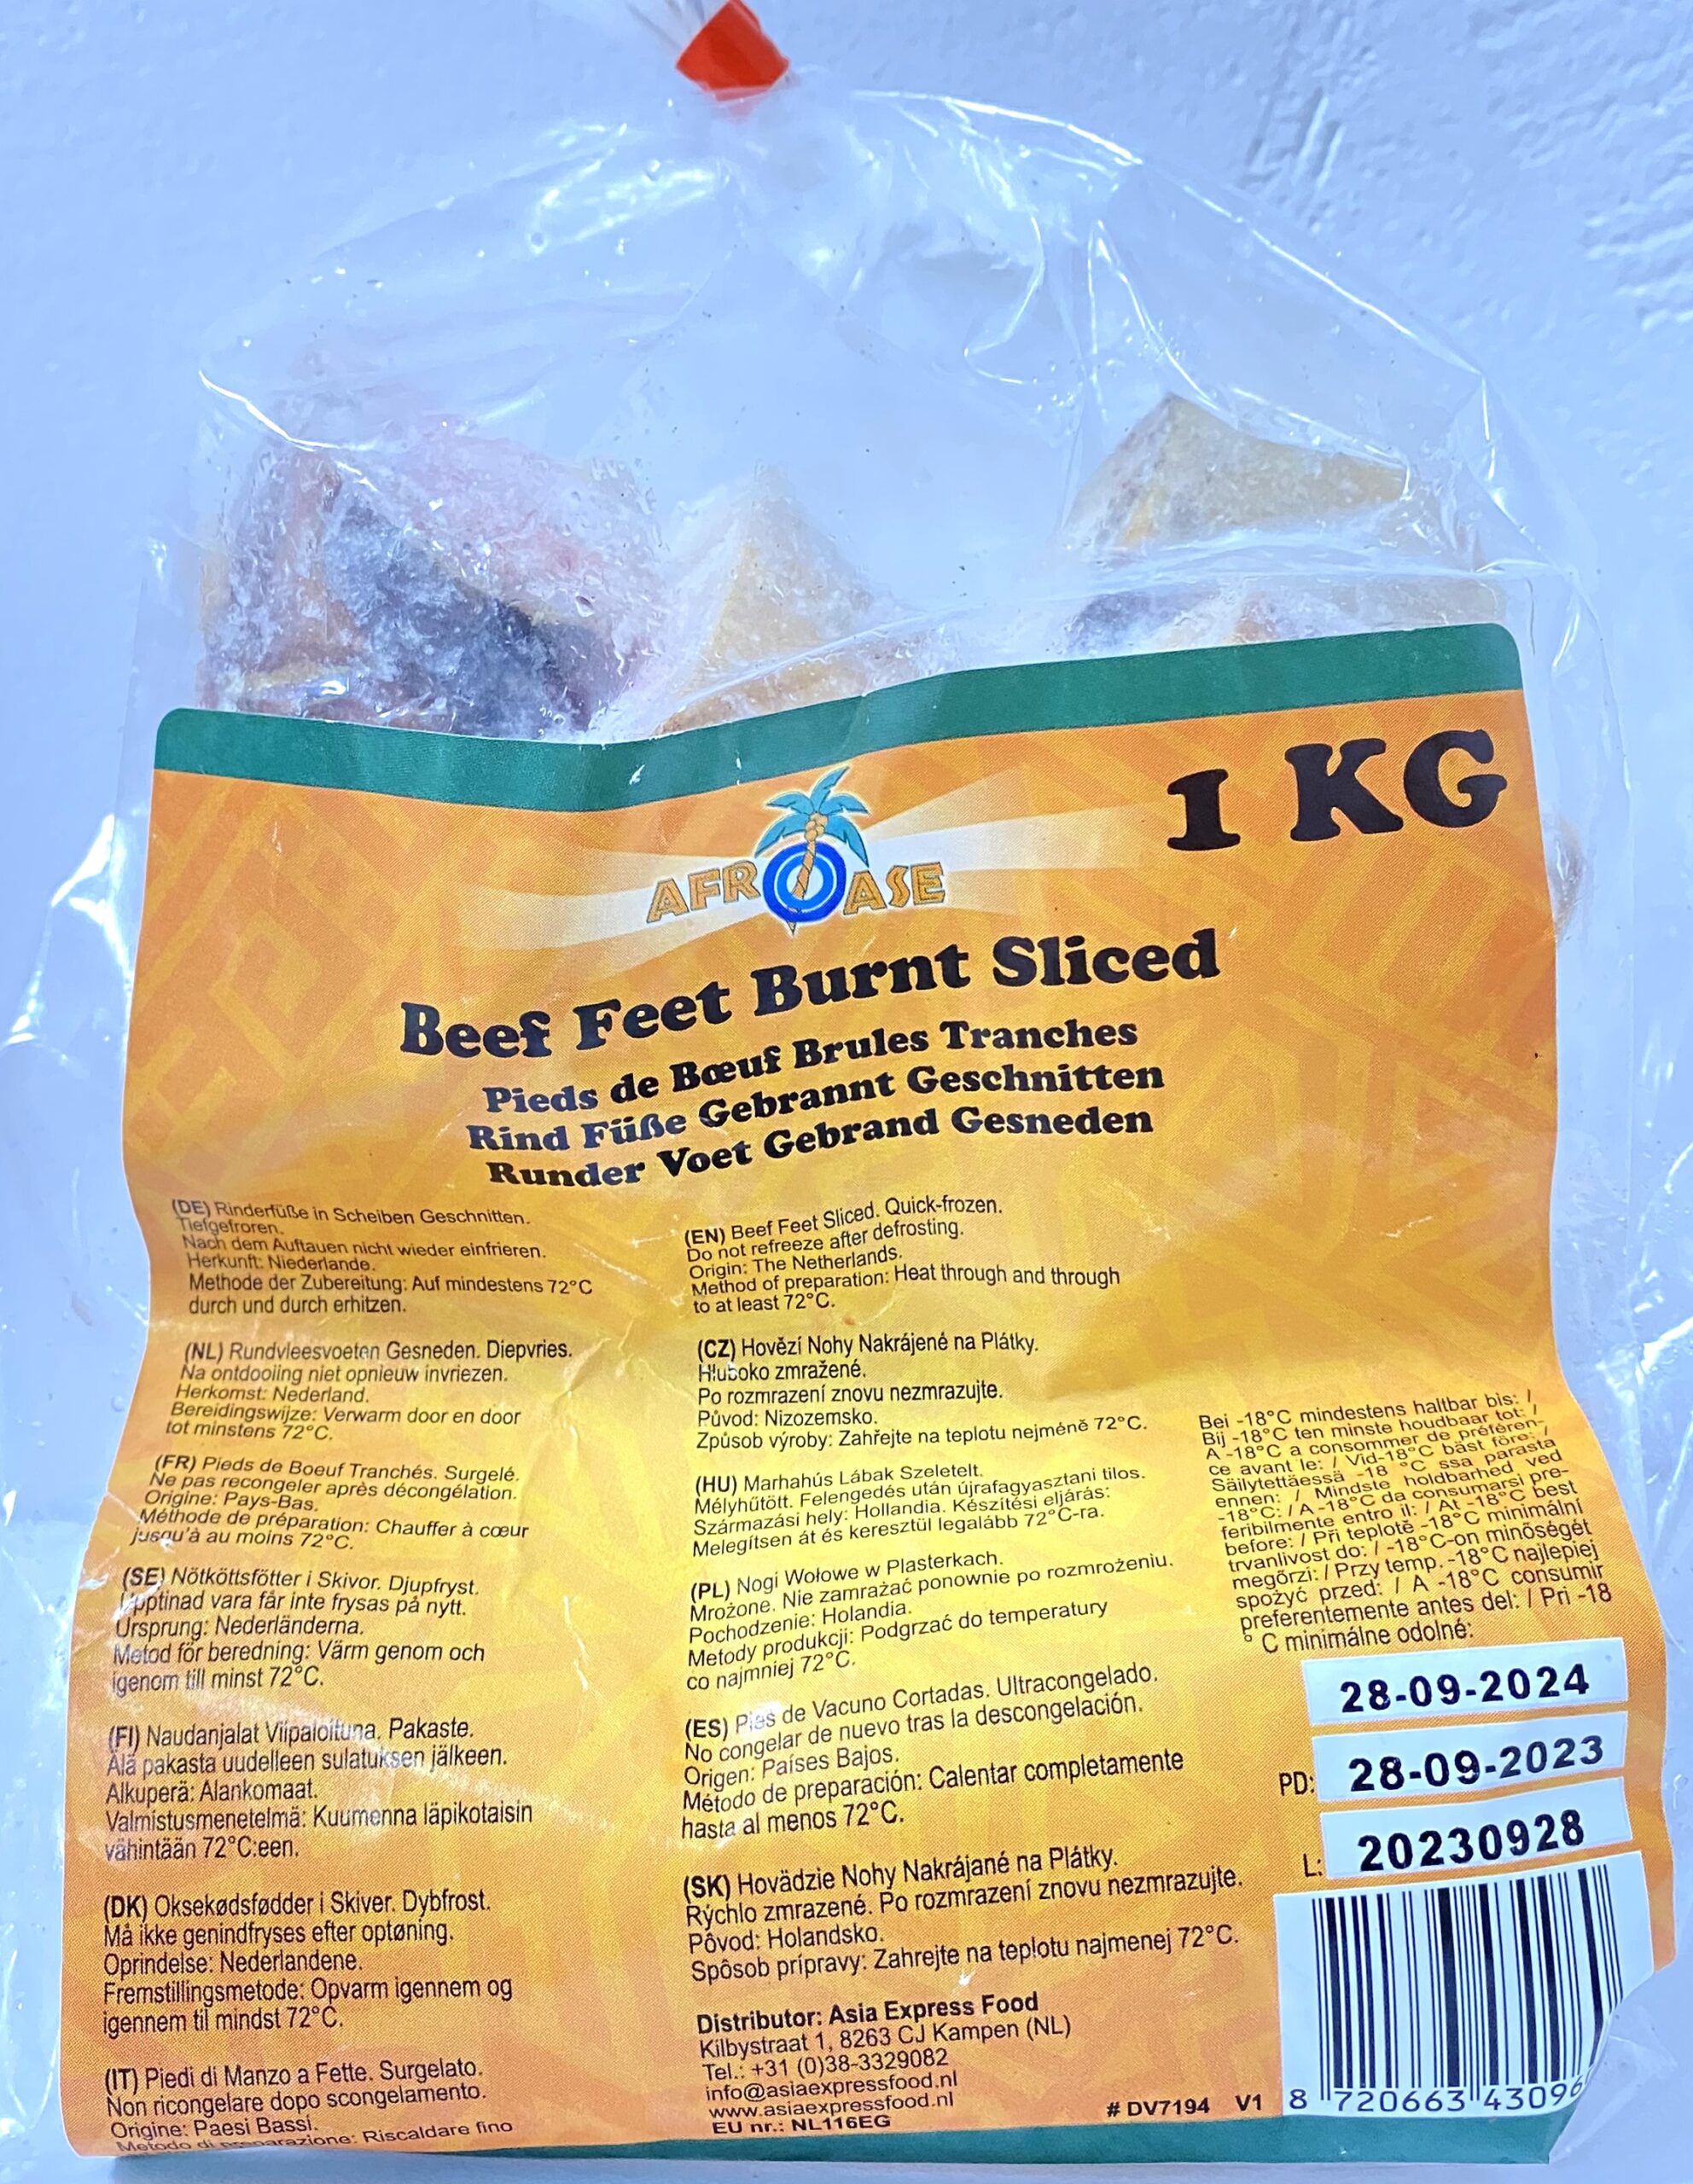 1 KG
AFROASE
Beef Feet Burnt Sliced
Pieds de Bœuf Brules Tranches
Rind Füße Gebrannt Geschnitten
Runder Voet Gebrand Gesneden
(DE) Rinderfüße in Scheiben Geschnitten.
Tiefgefroren.
Nach dem Auftauen nicht wieder einfrieren.
Herkunft: Niederlande.
Methode der Zubereitung: Auf mindestens 72°C
durch und durch erhitzen.
(NL) Rundvleesvoeten Gesneden. Diepvries.
Na ontdooiing niet opnieuw invriezen.
Herkomst: Nederland.
Bereidingswijze: Verwarm door en door
tot minstens 72°C.
(FR) Pieds de Boeuf Tranchés. Surgelé.
Ne pas recongeler après décongélation.
Origine: Pays-Bas.
Méthode de préparation: Chauffer à cœur
jusqu'à au moins 72°C.
(SE) Nötköttsfötter i Skivor. Djupfryst.
Upptinad vara får inte frysas på nytt.
Ursprung: Nederländerna.
Metod för beredning: Värm genom och
igenom till minst 72°C.
(FI) Naudanjalat Viipaloituna. Pakaste.
Älä pakasta uudelleen sulatuksen jälkeen.
Alkuperä: Alankomaat.
Valmistusmenetelmä: Kuumenna läpikotaisin
vähintään 72°C:een.
(DK) Oksekødsfødder i Skiver. Dybfrost.
Må ikke genindfryses efter optøning.
Oprindelse: Nederlandene.
Fremstillingsmetode: Opvarm igennem og
igennem til mindst 72°C.
(IT) Piedi di Manzo a Fette. Surgelato.
Non ricongelare dopo scongelamento.
Origine: Paesi Bassi.
Metodo di preparazione: Riscaldare fino
(EN) Beef Feet Sliced. Quick-frozen.
Do not refreeze after defrosting.
Origin: The Netherlands.
Method of preparation: Heat through and through
to at least 72°C.
(CZ) Hovězí Nohy Nakrájené na Plátky.
Hluboko zmražené.
Po rozmrazení znovu nezmrazujte.
Původ: Nizozemsko.
Způsob výroby: Zahřejte na teplotu nejméně 72°C.
(HU) Marhahús Lábak Szeletelt.
Mélyhűtött. Felengedés után újrafagyasztani tilos.
Származási hely: Hollandia. Készítési eljárás:
Melegítsen át és keresztül legalább 72°C-ra.
(PL) Nogi Wołowe w Plasterkach.
Mrożone. Nie zamrażać ponownie po rozmrożeniu.
Pochodzenie: Holandia.
Metody produkcji: Podgrzać do temperatury
co najmniej 72°C.
(ES) Pies de Vacuno Cortadas. Ultracongelado.
No congelar de nuevo tras la descongelación.
Origen: Países Bajos.
Método de preparación: Calentar completamente
hasta al menos 72°C.
(SK) Hovädzie Nohy Nakrájané na Plátky.
Rýchlo zmrazené. Po rozmrazení znovu nezmrazujte.
Pôvod: Holandsko.
Spôsob prípravy: Zahrejte na teplotu najmenej 72°C.
Distributor: Asia Express Food
Kilbystraat 1, 8263 CJ Kampen (NL)
Tel.: +31 (0)38-3329082
info@asiaexpressfood.nl
www.asiaexpressfood.nl
EU nr.: NL116EG
Bei -18°C mindestens haltbar bis: /
Bij -18°C ten minste houdbaar tot: /
A -18°C a consommer de préféren-
ce avant le: / Vid-18°C bäst före: /
Säilytettäessä -18 °C ssa parasta
ennen: / Mindste holdbarhed ved
-18°C: / A -18°C da consumarsi pre-
feribilmente entro il: / At -18°C best
before: / Při teplotě -18°C minimální
trvanlivost do: / -18°C-on minőségét
megőrzi: / Przy temp. -18°C najlepiej
spożyć przed: / A -18°C consumir
preferentemente antes del: / Pri -18
° C minimálne odolné:
28-09-2024
PD: 28-09-2023
L: 20230928
# DV7194 V1
8 720663 43096